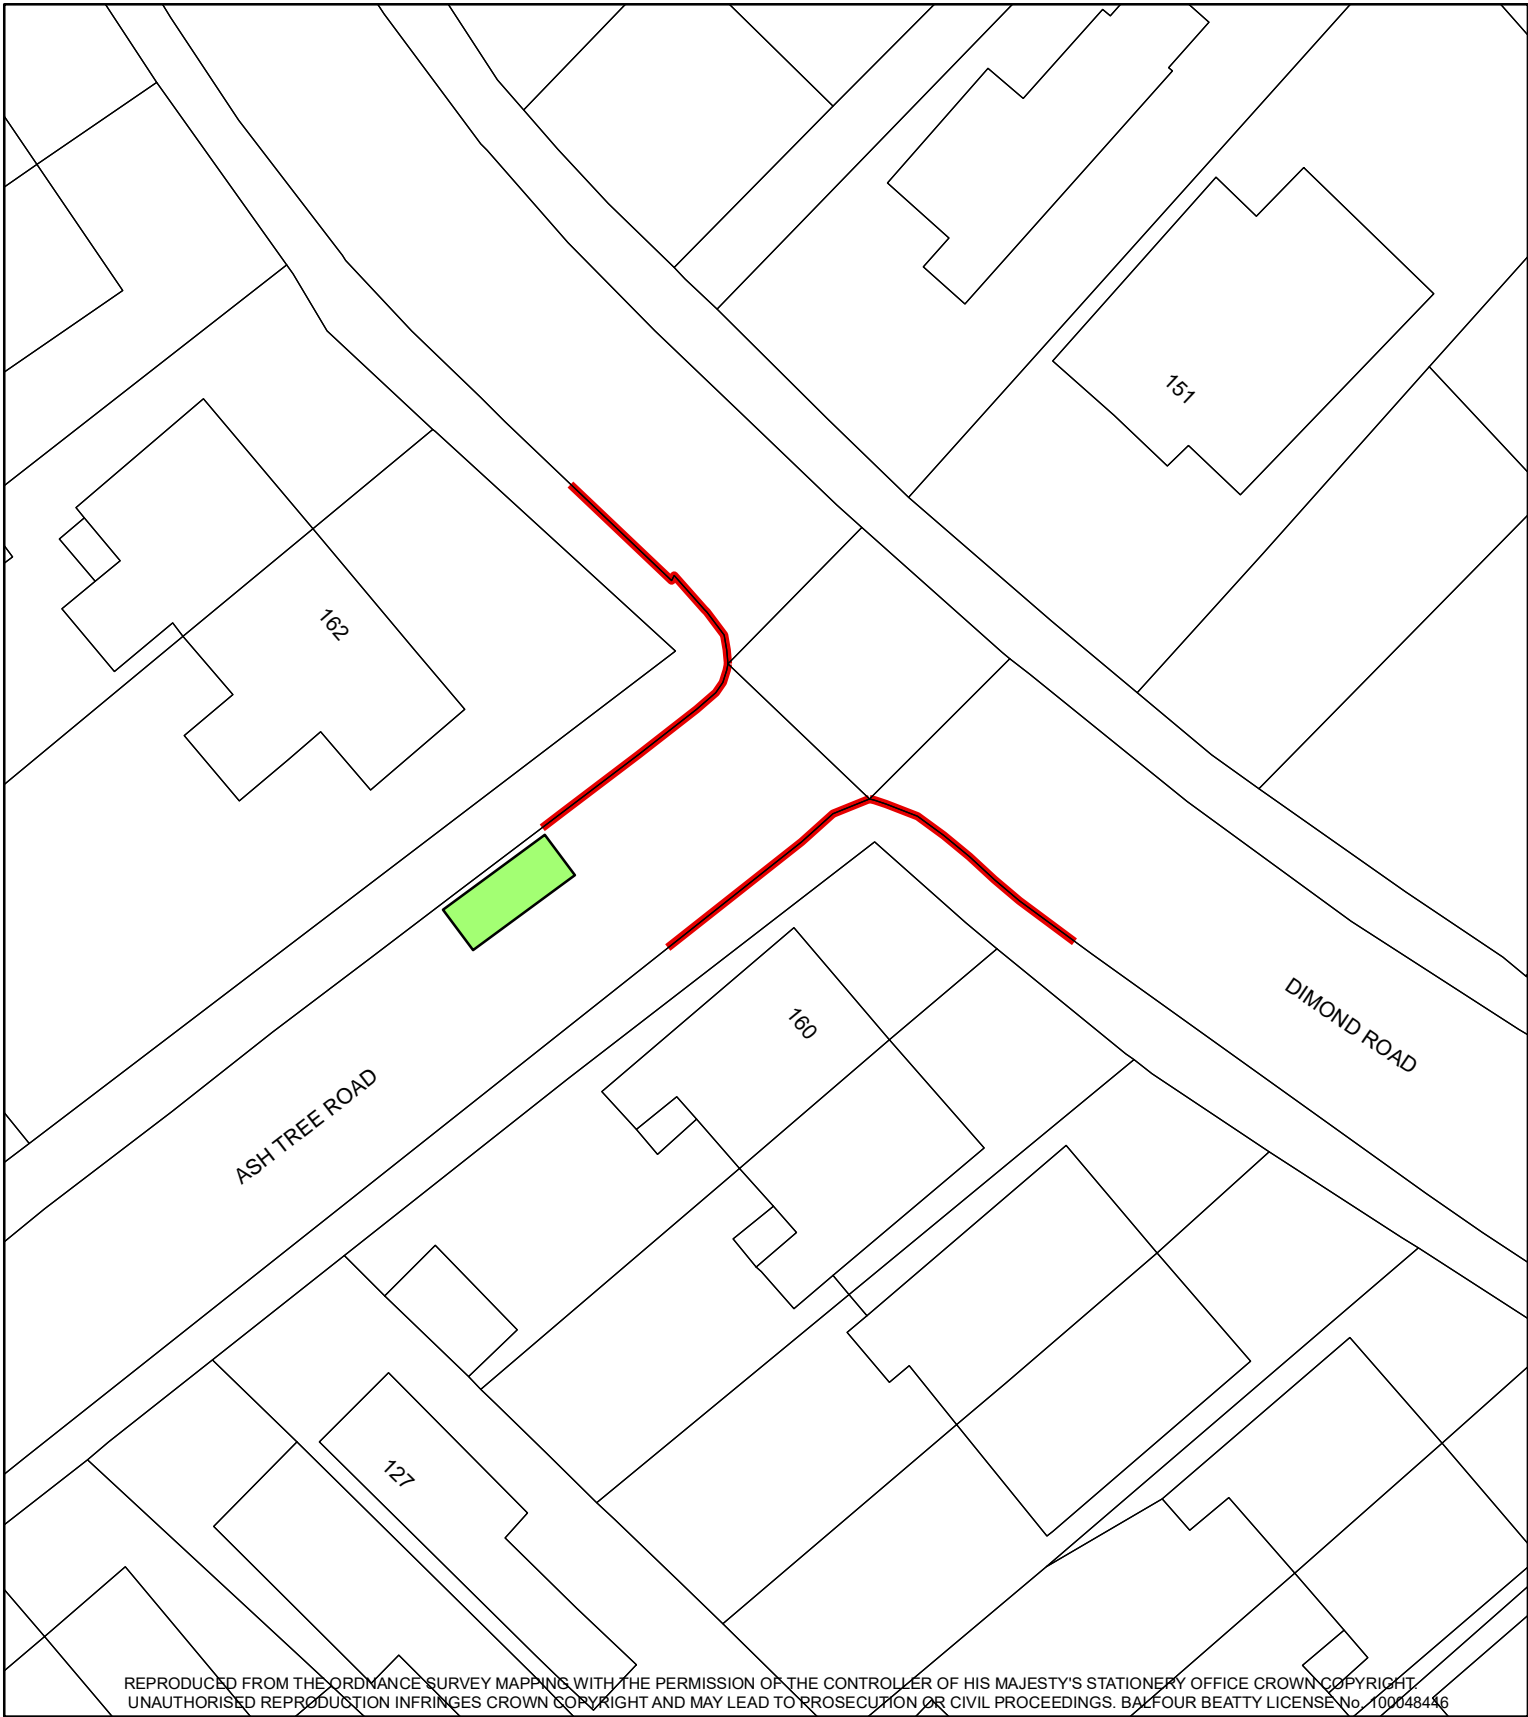 151
162
DIMOND ROAD
160
ASH TREE ROAD
127
REPRODUCED FROM THE ORDNANCE SURVEY MAPPING WITH THE PERMISSION OF THE CONTROLLER OF HIS MAJESTY'S STATIONERY OFFICE CROWN COPYRIGHT.
UNAUTHORISED REPRODUCTION INFRINGES CROWN COPYRIGHT AND MAY LEAD TO PROSECUTION OR CIVIL PROCEEDINGS. BALFOUR BEATTY LICENSE No. 100048446